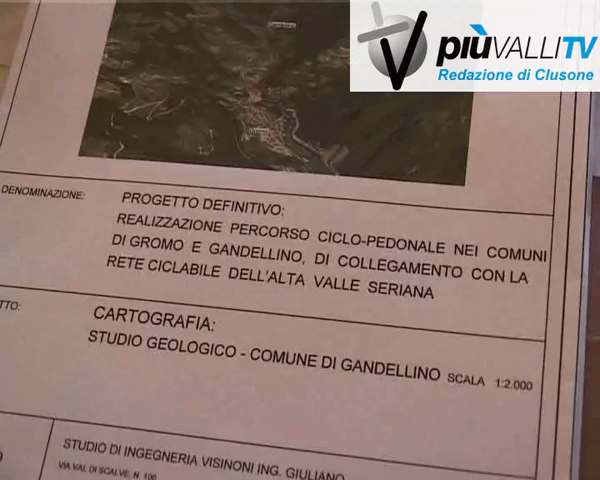 PIÙVALLITV
Redazione di Clusone
DENOMINAZIONE:
PROGETTO DEFINITIVO:
REALIZZAZIONE PERCORSO CICLO-PEDONALE NEI COMUNI
DI GROMO E GANDELLINO, DI COLLEGAMENTO CON LA
RETE CICLABILE DELL'ALTA VALLE SERIANA
TTO:
CARTOGRAFIA:
STUDIO GEOLOGICO - COMUNE DI GANDELLINO SCALA 1:2.000
STUDIO DI INGEGNERIA VISINONI ING. GIULIANO
VIA VAL DI SCALVE, N. 100